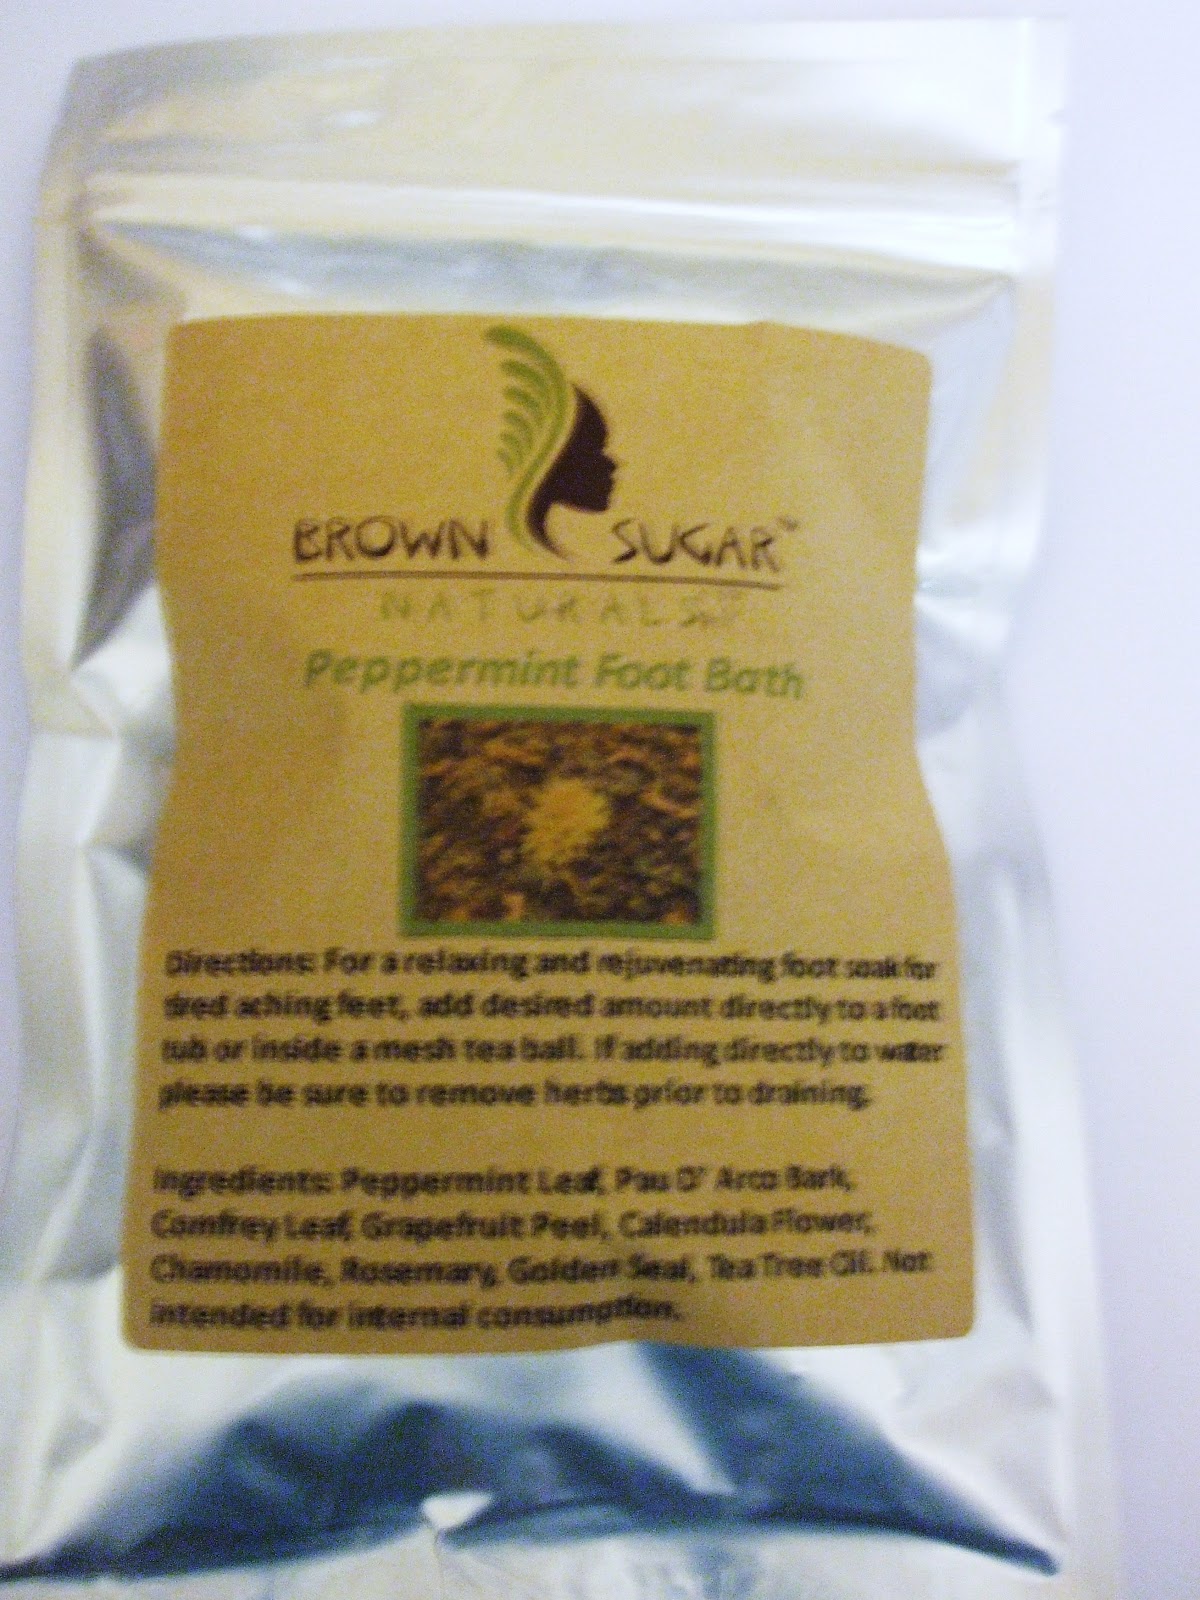 BROWN SUGAR™
NATURALS
Peppermint Foot Bath
Directions: For a relaxing and rejuvenating foot soak for
tired aching feet, add desired amount directly to a foot
tub or inside a mesh tea ball. If adding directly to water
please be sure to remove herbs prior to draining.
Ingredients: Peppermint Leaf, Pau D' Arco Bark,
Comfrey Leaf, Grapefruit Peel, Calendula Flower,
Chamomile, Rosemary, Golden Seal, Tea Tree Oil. Not
intended for internal consumption.